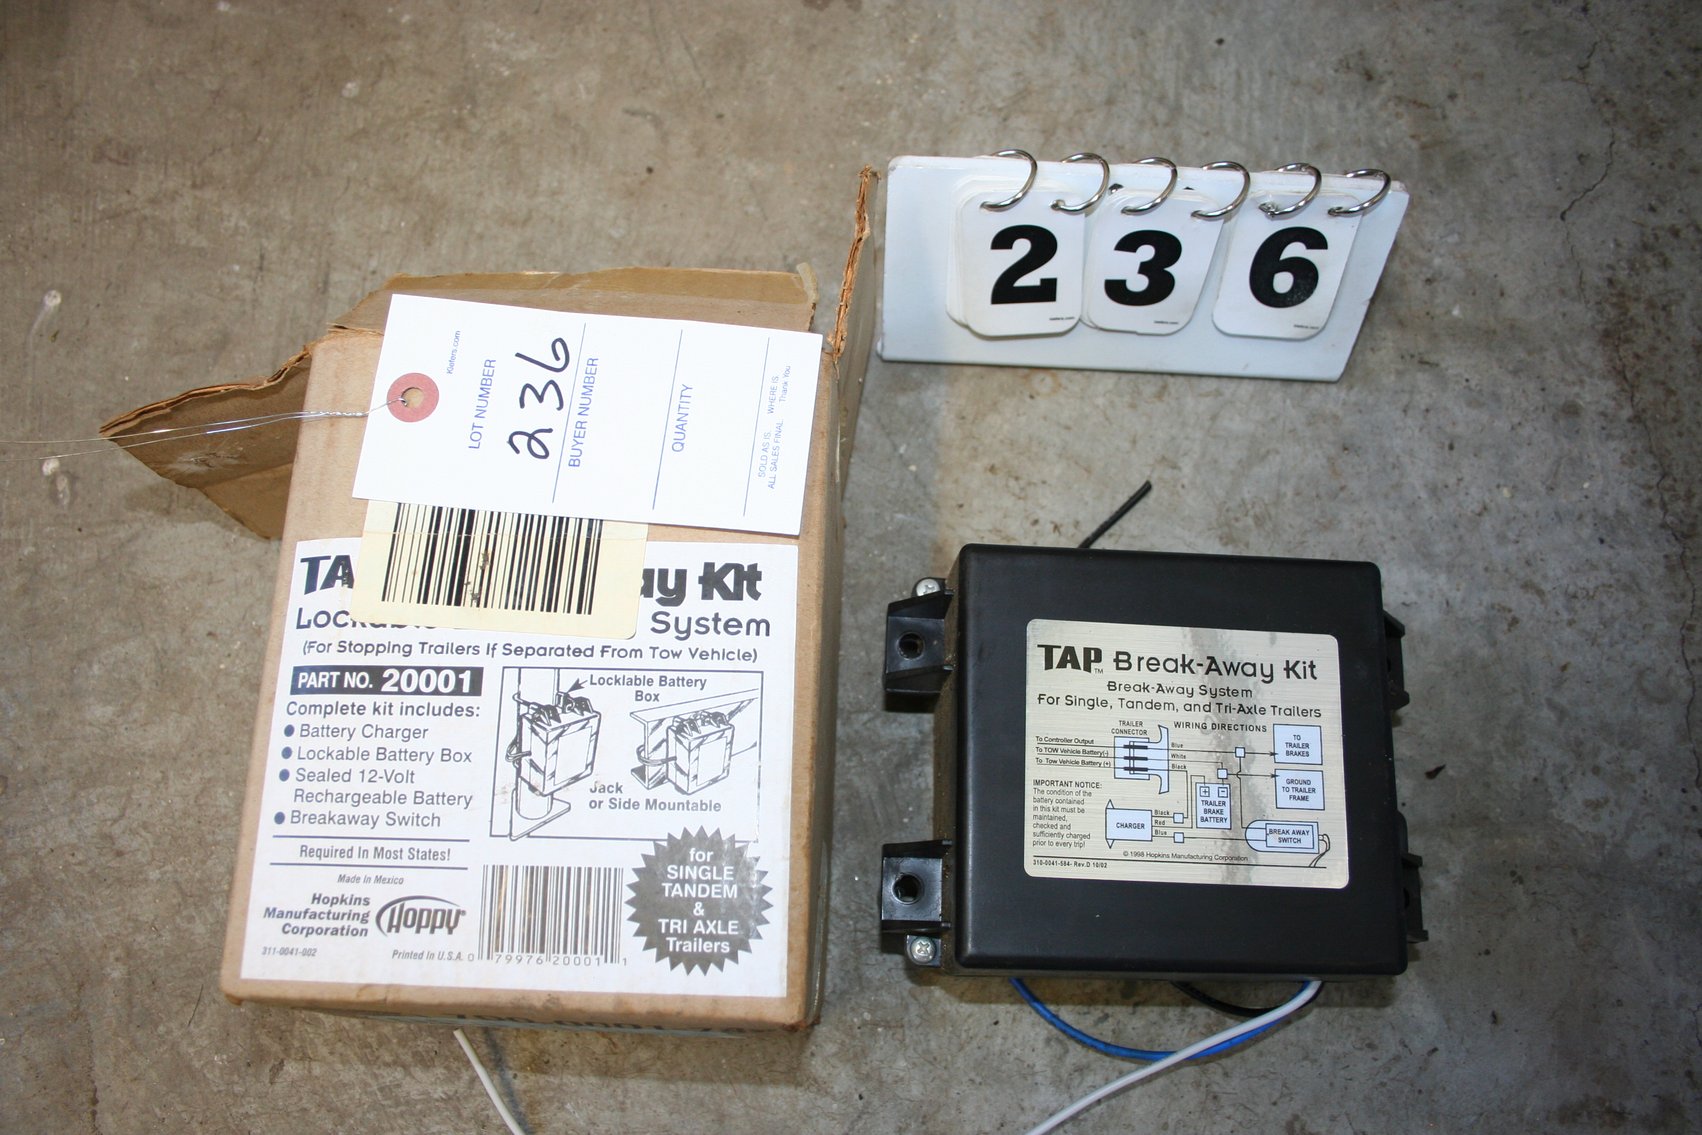 2 3 6
Kiefers.com
LOT NUMBER
236
BUYER NUMBER
QUANTITY
SOLD AS IS. WHERE IS.
ALL SALES FINAL. Thank You
Kit
System
(For Stopping Trailers If Separated From Tow Vehicle)
PART NO. 20001
Complete kit includes:
● Battery Charger
● Lockable Battery Box
● Sealed 12-Volt
Rechargeable Battery
● Breakaway Switch
Required In Most States!
Made In Mexico
Hopkins
Manufacturing
Corporation
HOPPY®
311-0041-002
Printed In U.S.A.
0 79976 20001 1
Locklable Battery
Box
Jack
or Side Mountable
for
SINGLE
TANDEM
&
TRI AXLE
Trailers
TAP™ Break-Away Kit
Break-Away System
For Single, Tandem, and Tri-Axle Trailers
TRAILER
CONNECTOR
WIRING DIRECTIONS
To Controller Output
To TOW Vehicle Battery(-)
To Tow Vehicle Battery (+)
Blue
White
Black
TO
TRAILER
BRAKES
GROUND
TO TRAILER
FRAME
IMPORTANT NOTICE:
The condition of the
battery contained
in this kit must be
maintained,
checked and
sufficiently charged
prior to every trip!
+ −
TRAILER
BRAKE
BATTERY
CHARGER
Black
Red
Blue
BREAK AWAY
SWITCH
© 1998 Hopkins Manufacturing Corporation
310-0041-584- Rev.D 10/02